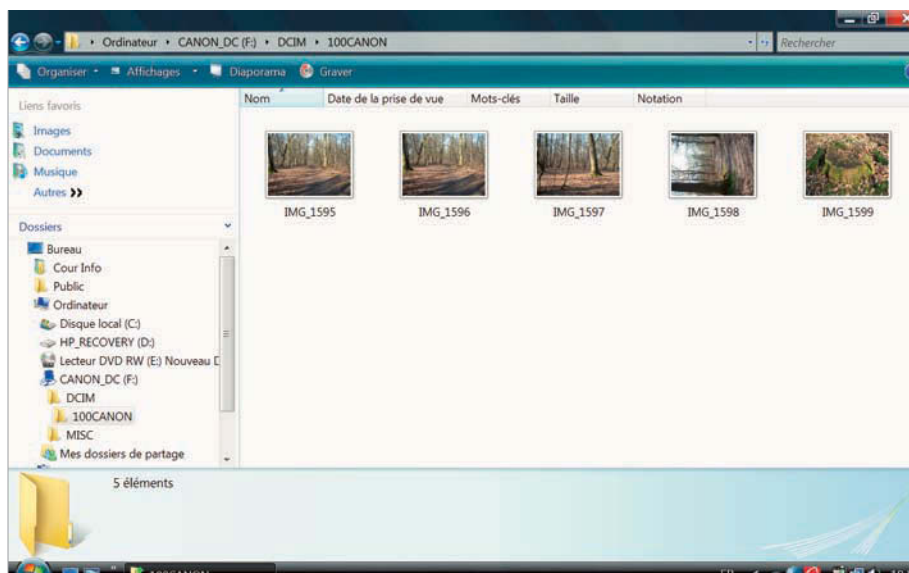 Ordinateur CANON_DC (F:) DCIM 100CANON
Rechercher
Organiser Affichages Diaporama Graver
Liens favoris
Images
Documents
Musique
Autres
Dossiers
Bureau
Cour Info
Public
Ordinateur
Disque local (C:)
HP_RECOVERY (D:)
Lecteur DVD RW (E:) Nouveau D
CANON_DC (F:)
DCIM
100CANON
MISC
Mes dossiers de partage
Nom Date de la prise de vue Mots-clés Taille Notation
IMG_1595 IMG_1596 IMG_1597 IMG_1598 IMG_1599
5 éléments
100CANON